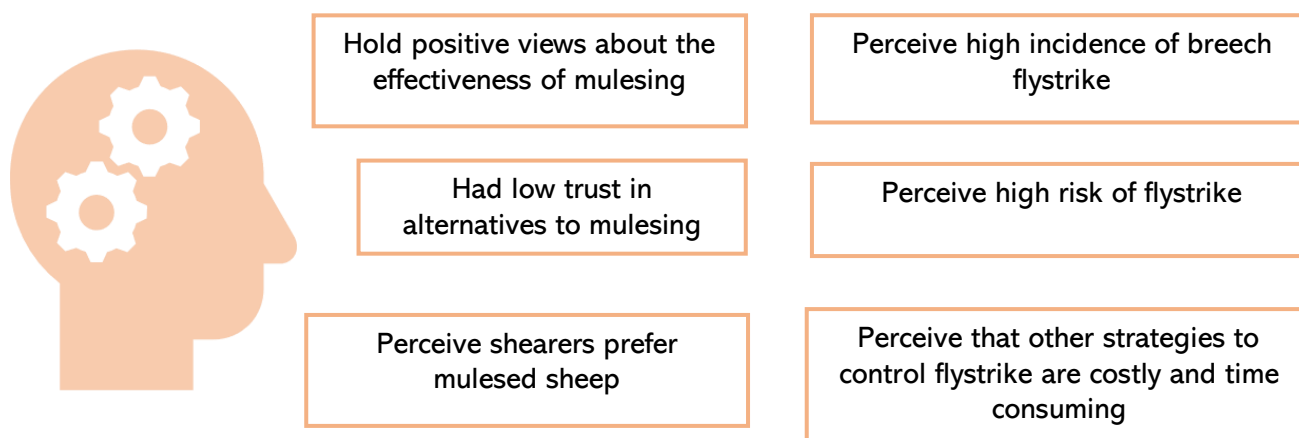 Hold positive views about the
effectiveness of mulesing
Perceive high incidence of breech
flystrike
Had low trust in
alternatives to mulesing
Perceive high risk of flystrike
Perceive shearers prefer
mulesed sheep
Perceive that other strategies to
control flystrike are costly and time
consuming